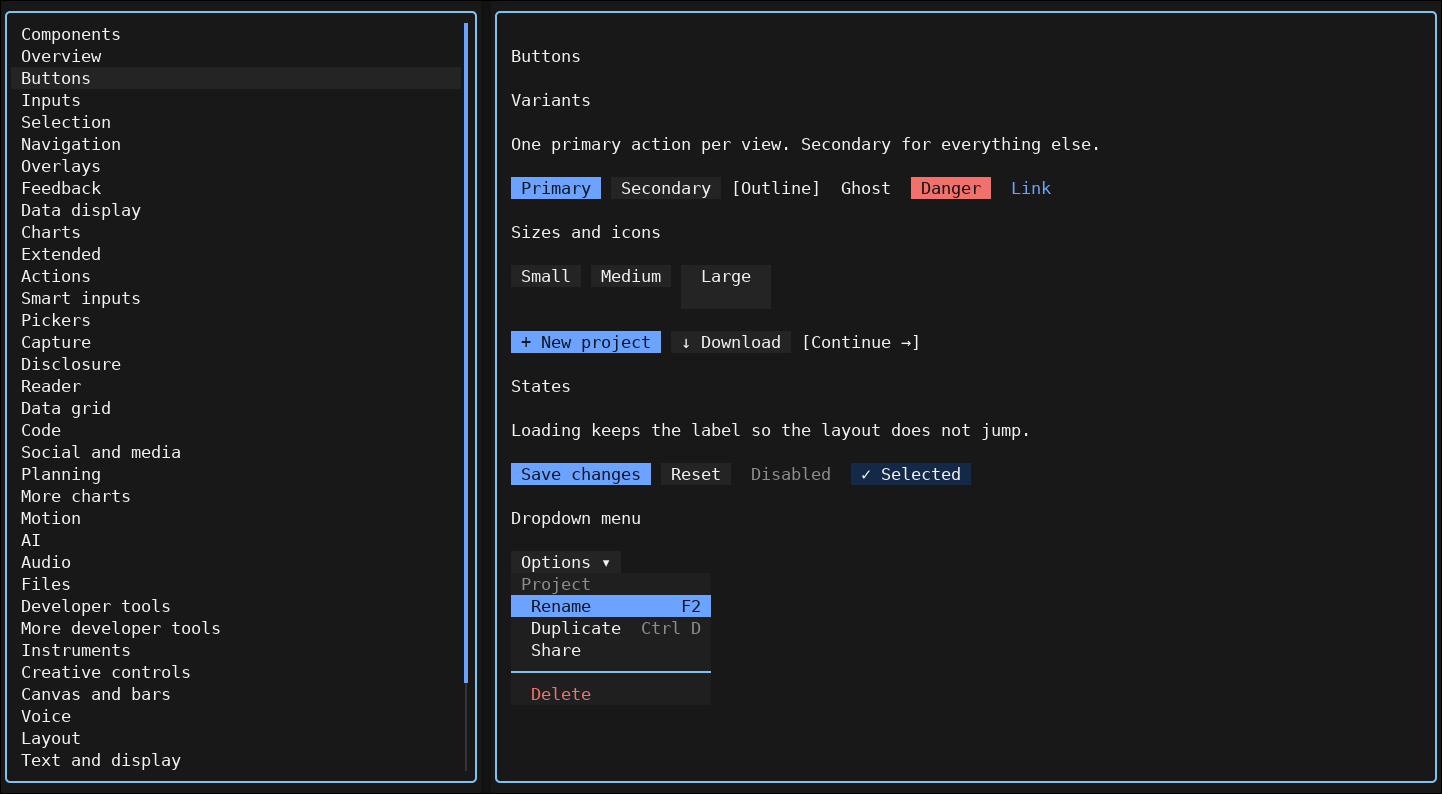 Components
Overview
Buttons
Inputs
Selection
Navigation
Overlays
Feedback
Data display
Charts
Extended
Actions
Smart inputs
Pickers
Capture
Disclosure
Reader
Data grid
Code
Social and media
Planning
More charts
Motion
AI
Audio
Files
Developer tools
More developer tools
Instruments
Creative controls
Canvas and bars
Voice
Layout
Text and display
Buttons
Variants
One primary action per view. Secondary for everything else.
Primary Secondary [Outline] Ghost Danger Link
Sizes and icons
Small Medium Large
+ New project ↓ Download [Continue →]
States
Loading keeps the label so the layout does not jump.
Save changes Reset Disabled ✓ Selected
Dropdown menu
Options ▾
Project
Rename F2
Duplicate Ctrl D
Share
Delete